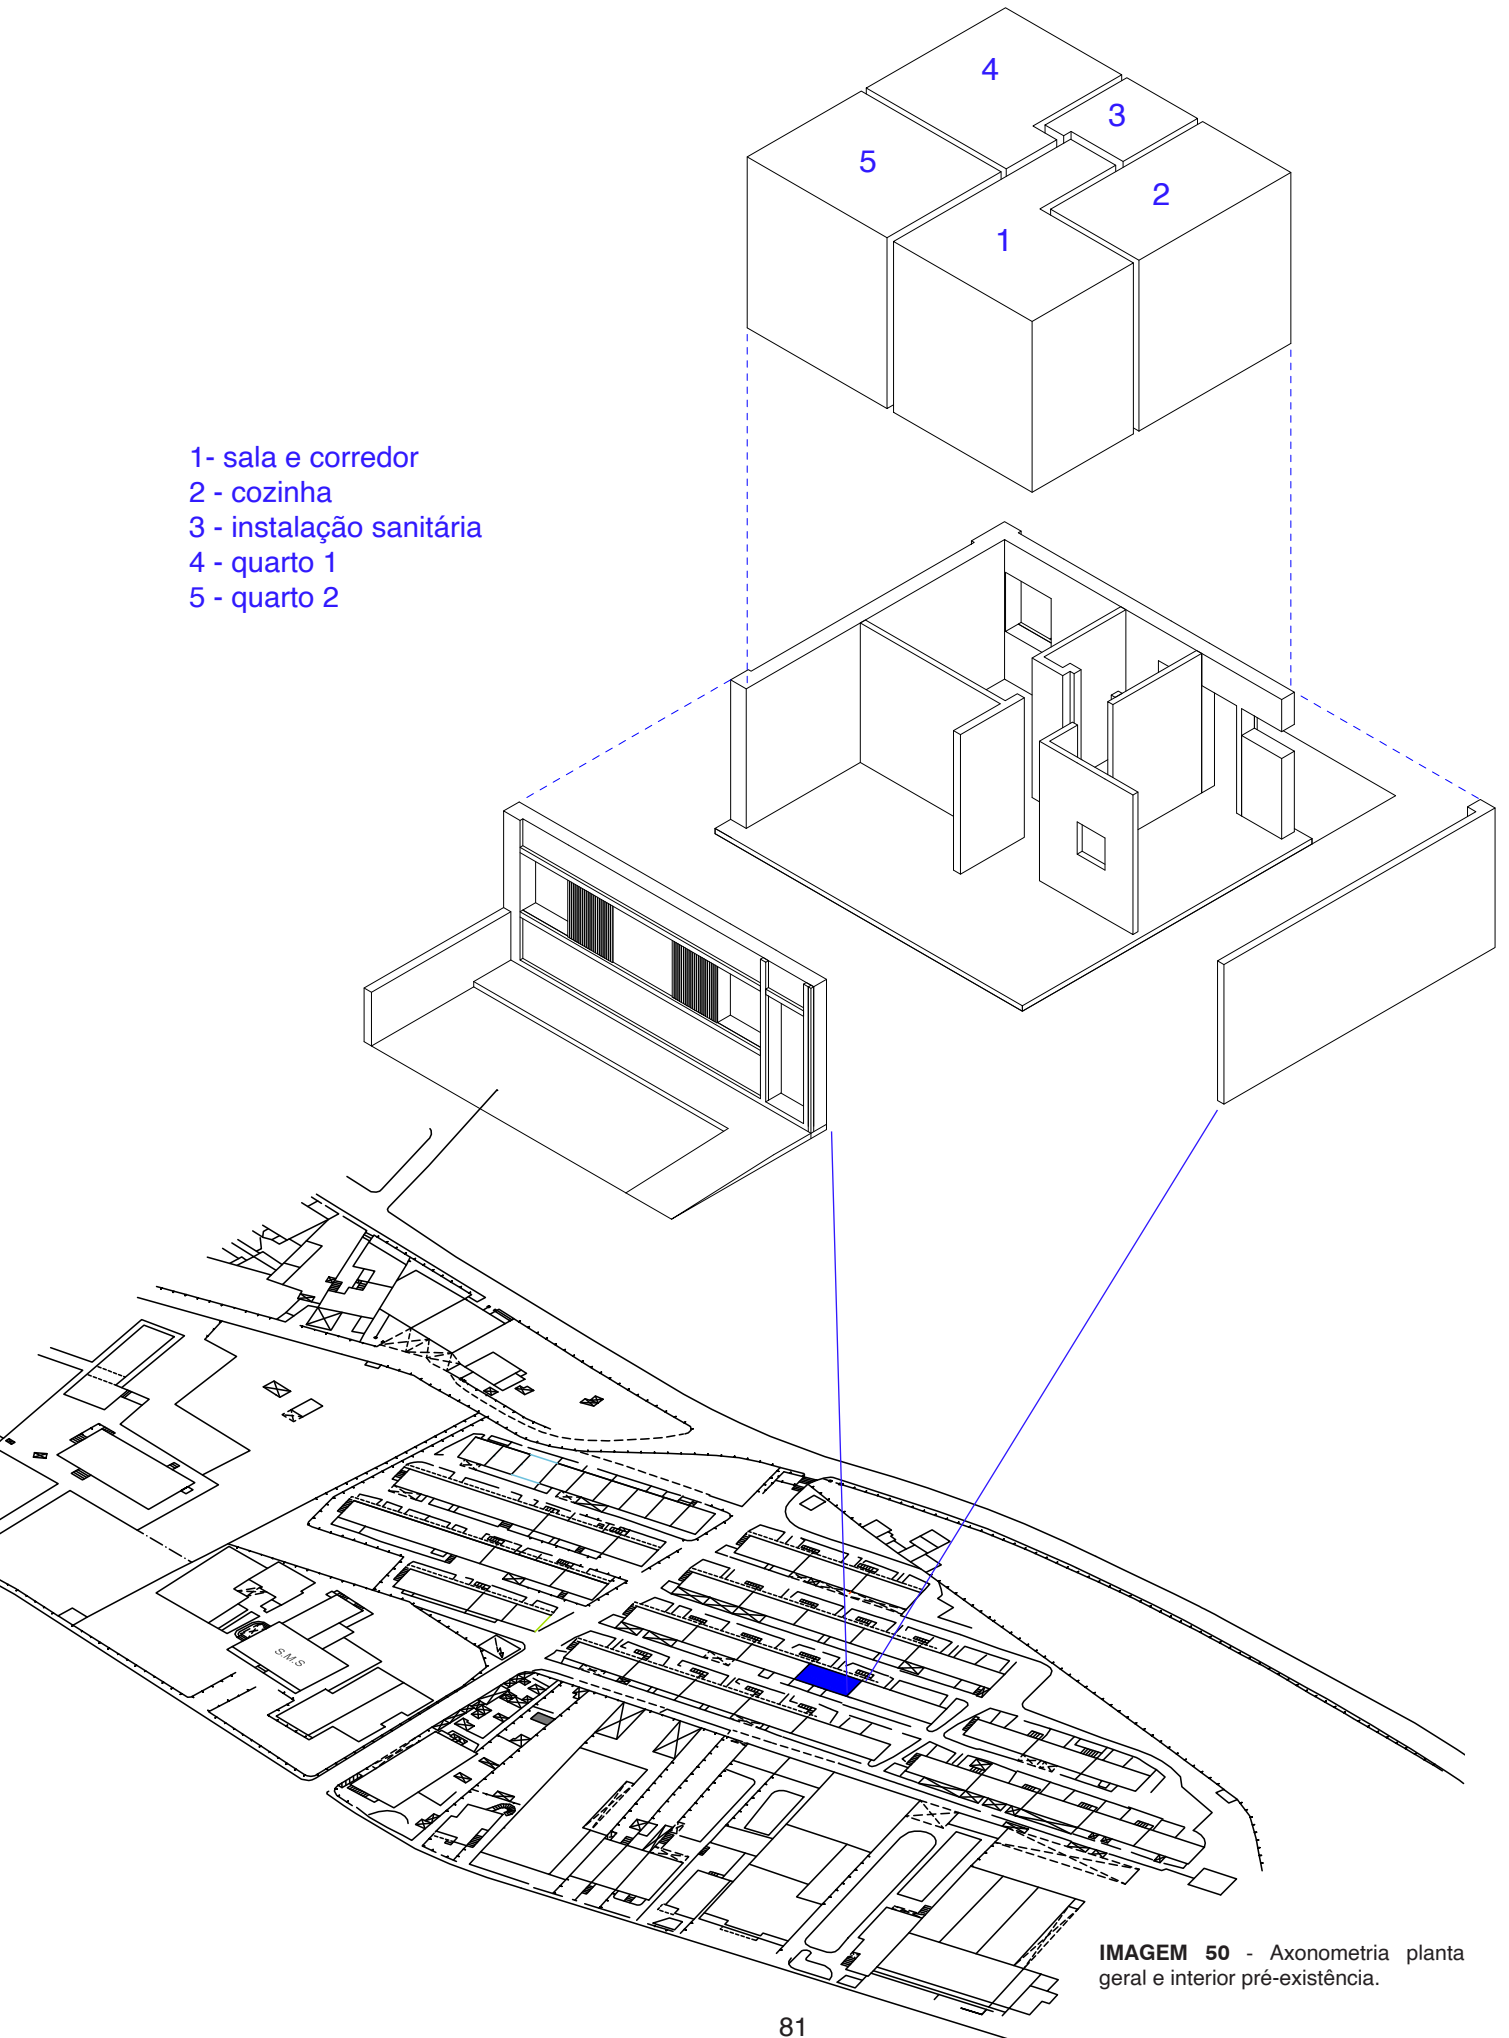 4
3
5
2
1
1- sala e corredor
2 - cozinha
3 - instalação sanitária
4 - quarto 1
5 - quarto 2
S.M.S
IMAGEM 50 - Axonometria planta
geral e interior pré-existência.
81